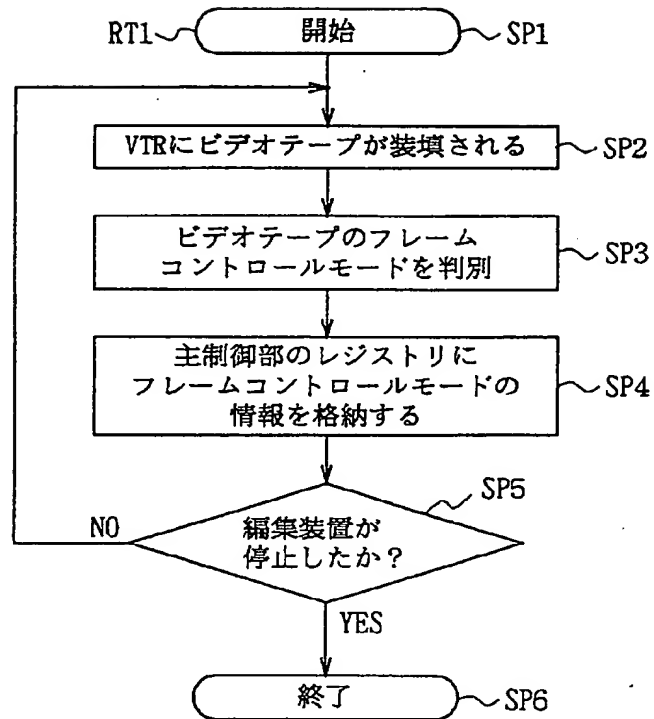 RT1 開始 SP1
VTRにビデオテープが装填される SP2
ビデオテープのフレーム
コントロールモードを判別 SP3
主制御部のレジストリに
フレームコントロールモードの SP4
情報を格納する
SP5
NO 編集装置が
停止したか?
YES
終了 SP6